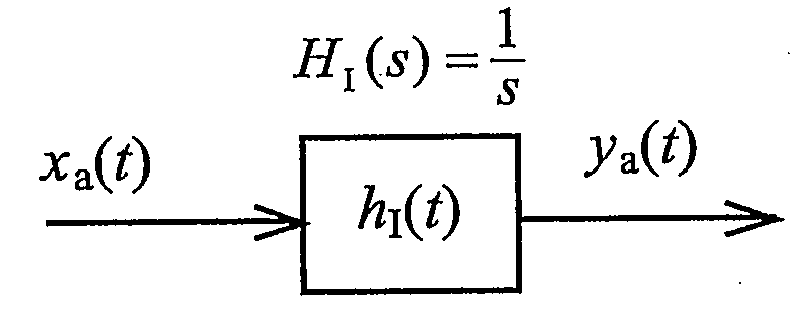 H_I(s) = 1/s
x_a(t)
y_a(t)
h_I(t)